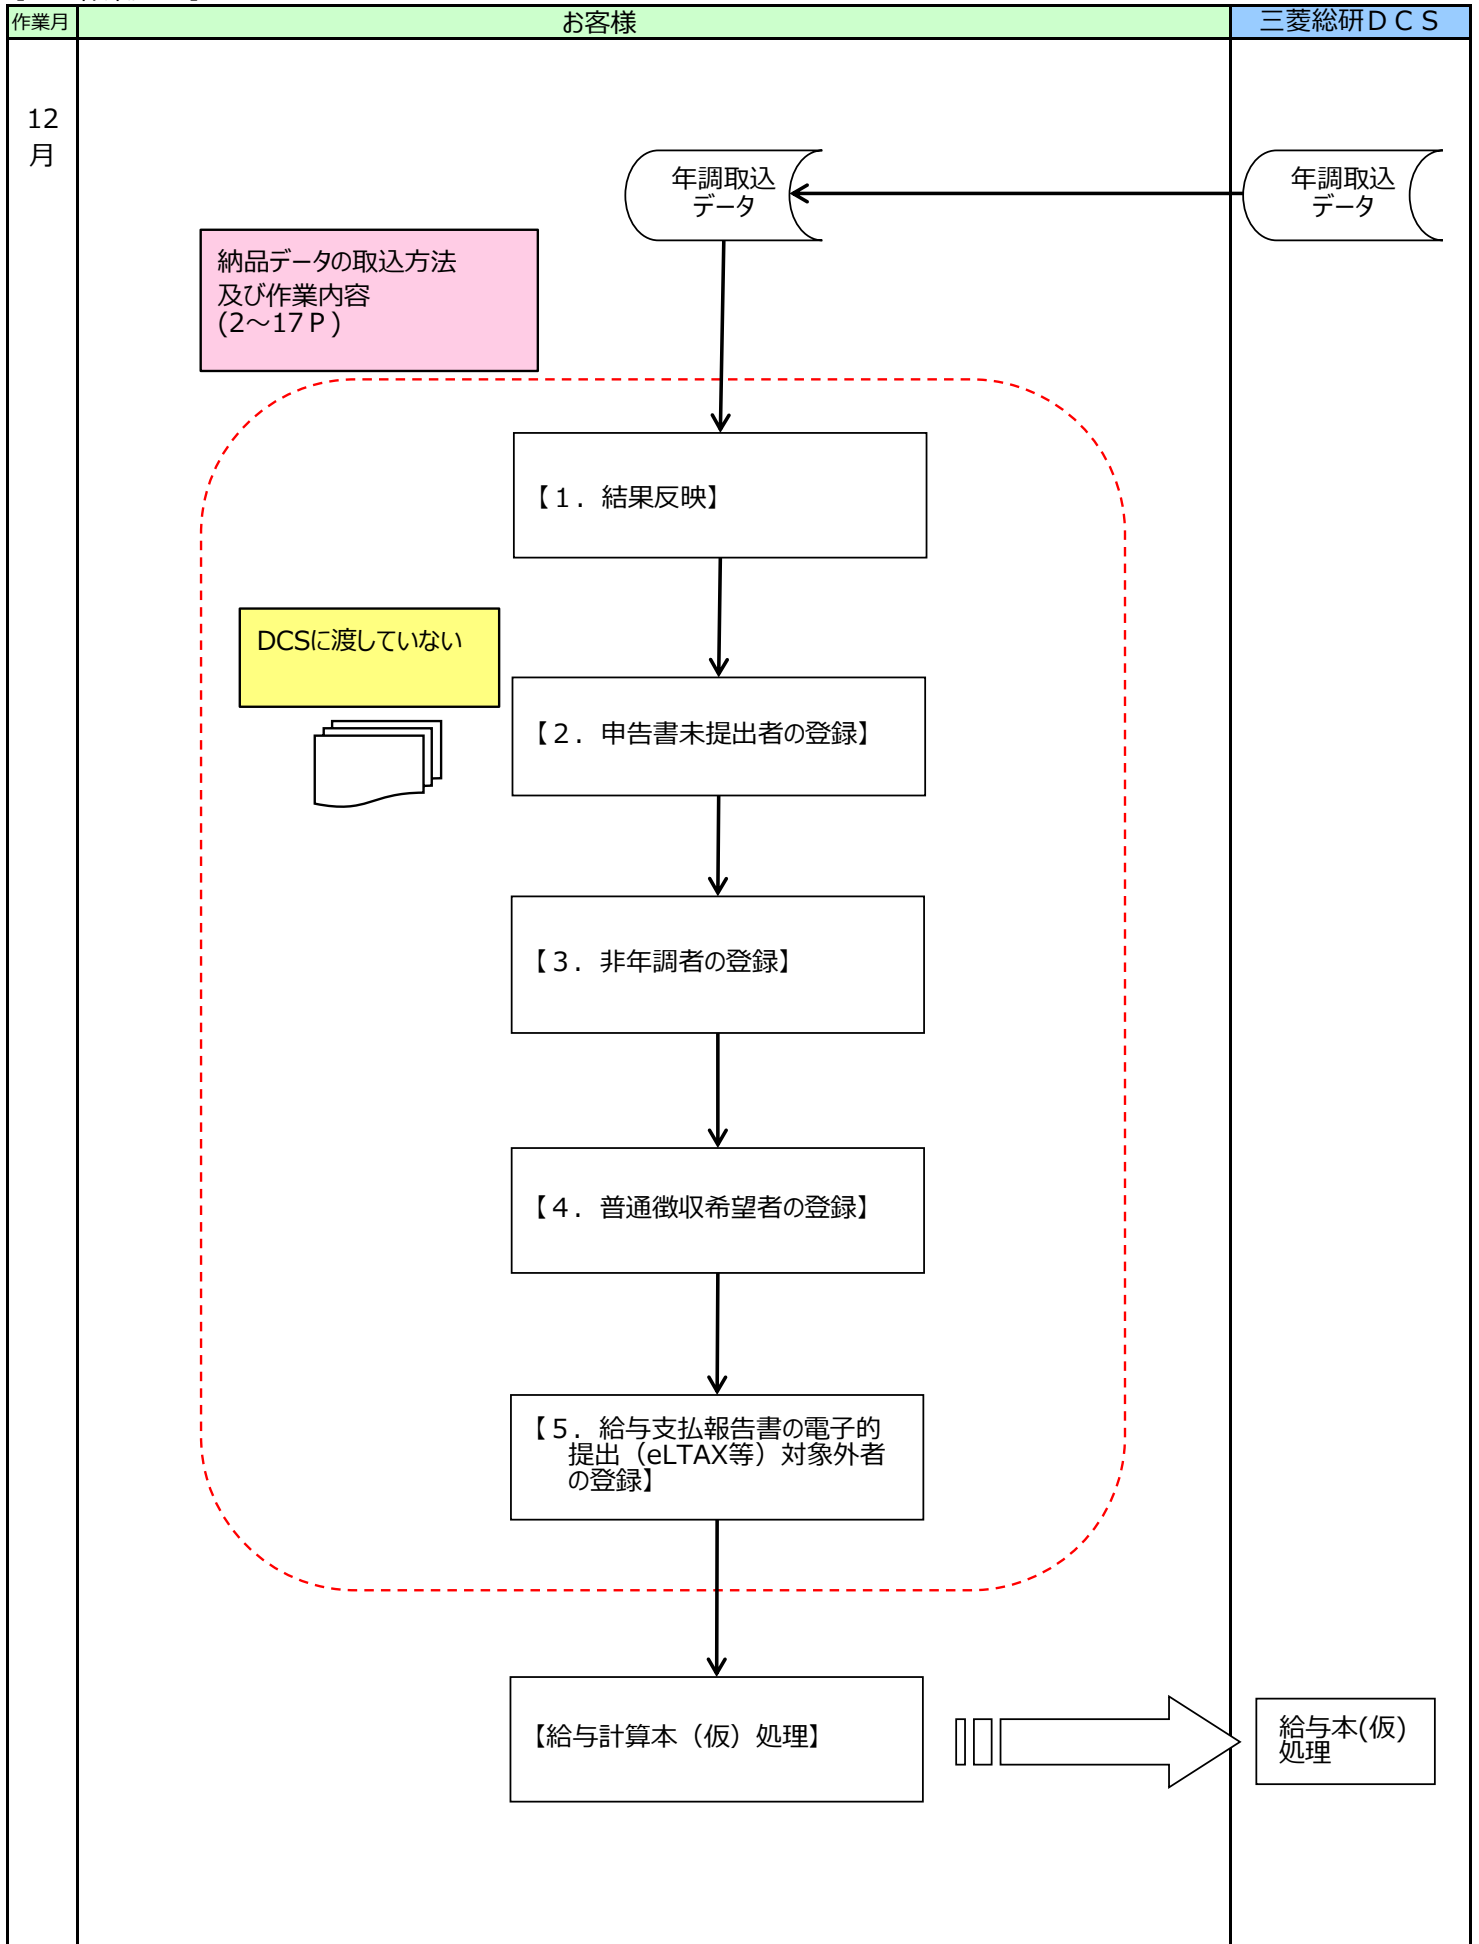 作業月
お客様
三菱総研ＤＣＳ
12
月
年調取込
データ
年調取込
データ
納品データの取込方法
及び作業内容
(2～17Ｐ)
【１．結果反映】
DCSに渡していない
【２．申告書未提出者の登録】
【３．非年調者の登録】
【４．普通徴収希望者の登録】
【５．給与支払報告書の電子的
提出（eLTAX等）対象外者
の登録】
【給与計算本（仮）処理】
給与本(仮)
処理